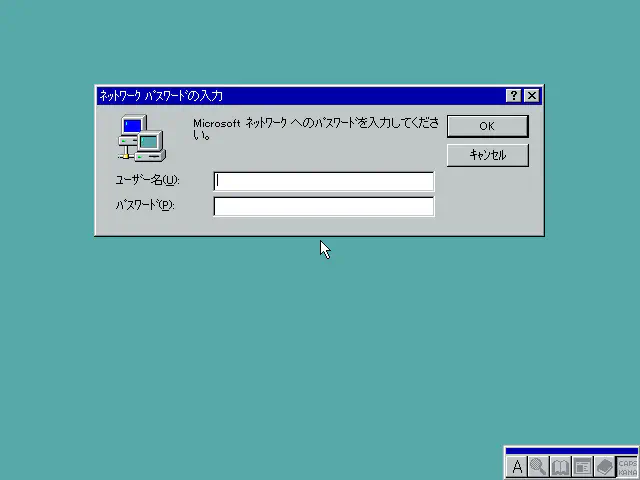 ﾈｯﾄﾜｰｸ ﾊﾟｽﾜｰﾄﾞの入力
Microsoft ﾈｯﾄﾜｰｸ へのﾊﾟｽﾜｰﾄﾞを入力してくださ
い。
OK
ｷｬﾝｾﾙ
ﾕｰｻﾞｰ名(U):
ﾊﾟｽﾜｰﾄﾞ(P):
A
CAPS
KANA